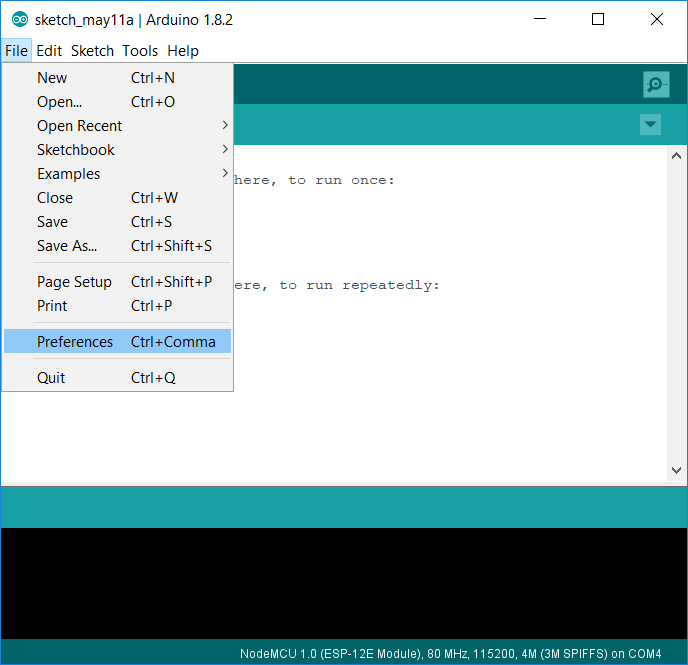 sketch_may11a | Arduino 1.8.2
File Edit Sketch Tools Help
New Ctrl+N
Open... Ctrl+O
Open Recent
Sketchbook
here, to run once:
Examples
Close Ctrl+W
Save Ctrl+S
Save As... Ctrl+Shift+S
Page Setup Ctrl+Shift+P
ere, to run repeatedly:
Print Ctrl+P
Preferences Ctrl+Comma
Quit Ctrl+Q
NodeMCU 1.0 (ESP-12E Module), 80 MHz, 115200, 4M (3M SPIFFS) on COM4